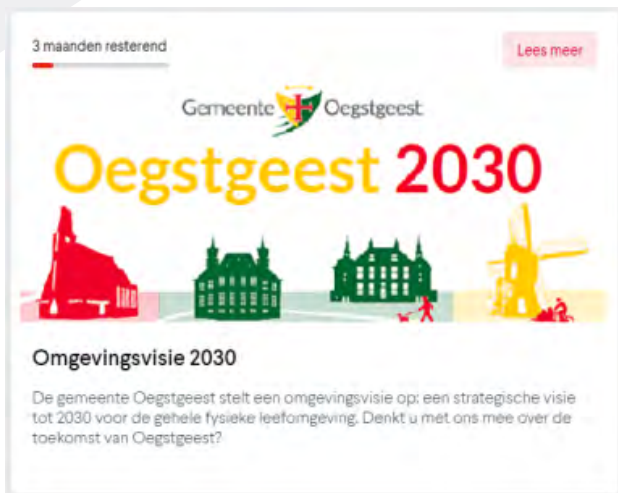 3 maanden resterend
Lees meer
Gemeente Oegstgeest
Oegstgeest 2030
Omgevingsvisie 2030
De gemeente Oegstgeest stelt een omgevingsvisie op: een strategische visie
tot 2030 voor de gehele fysieke leefomgeving. Denkt u met ons mee over de
toekomst van Oegstgeest?